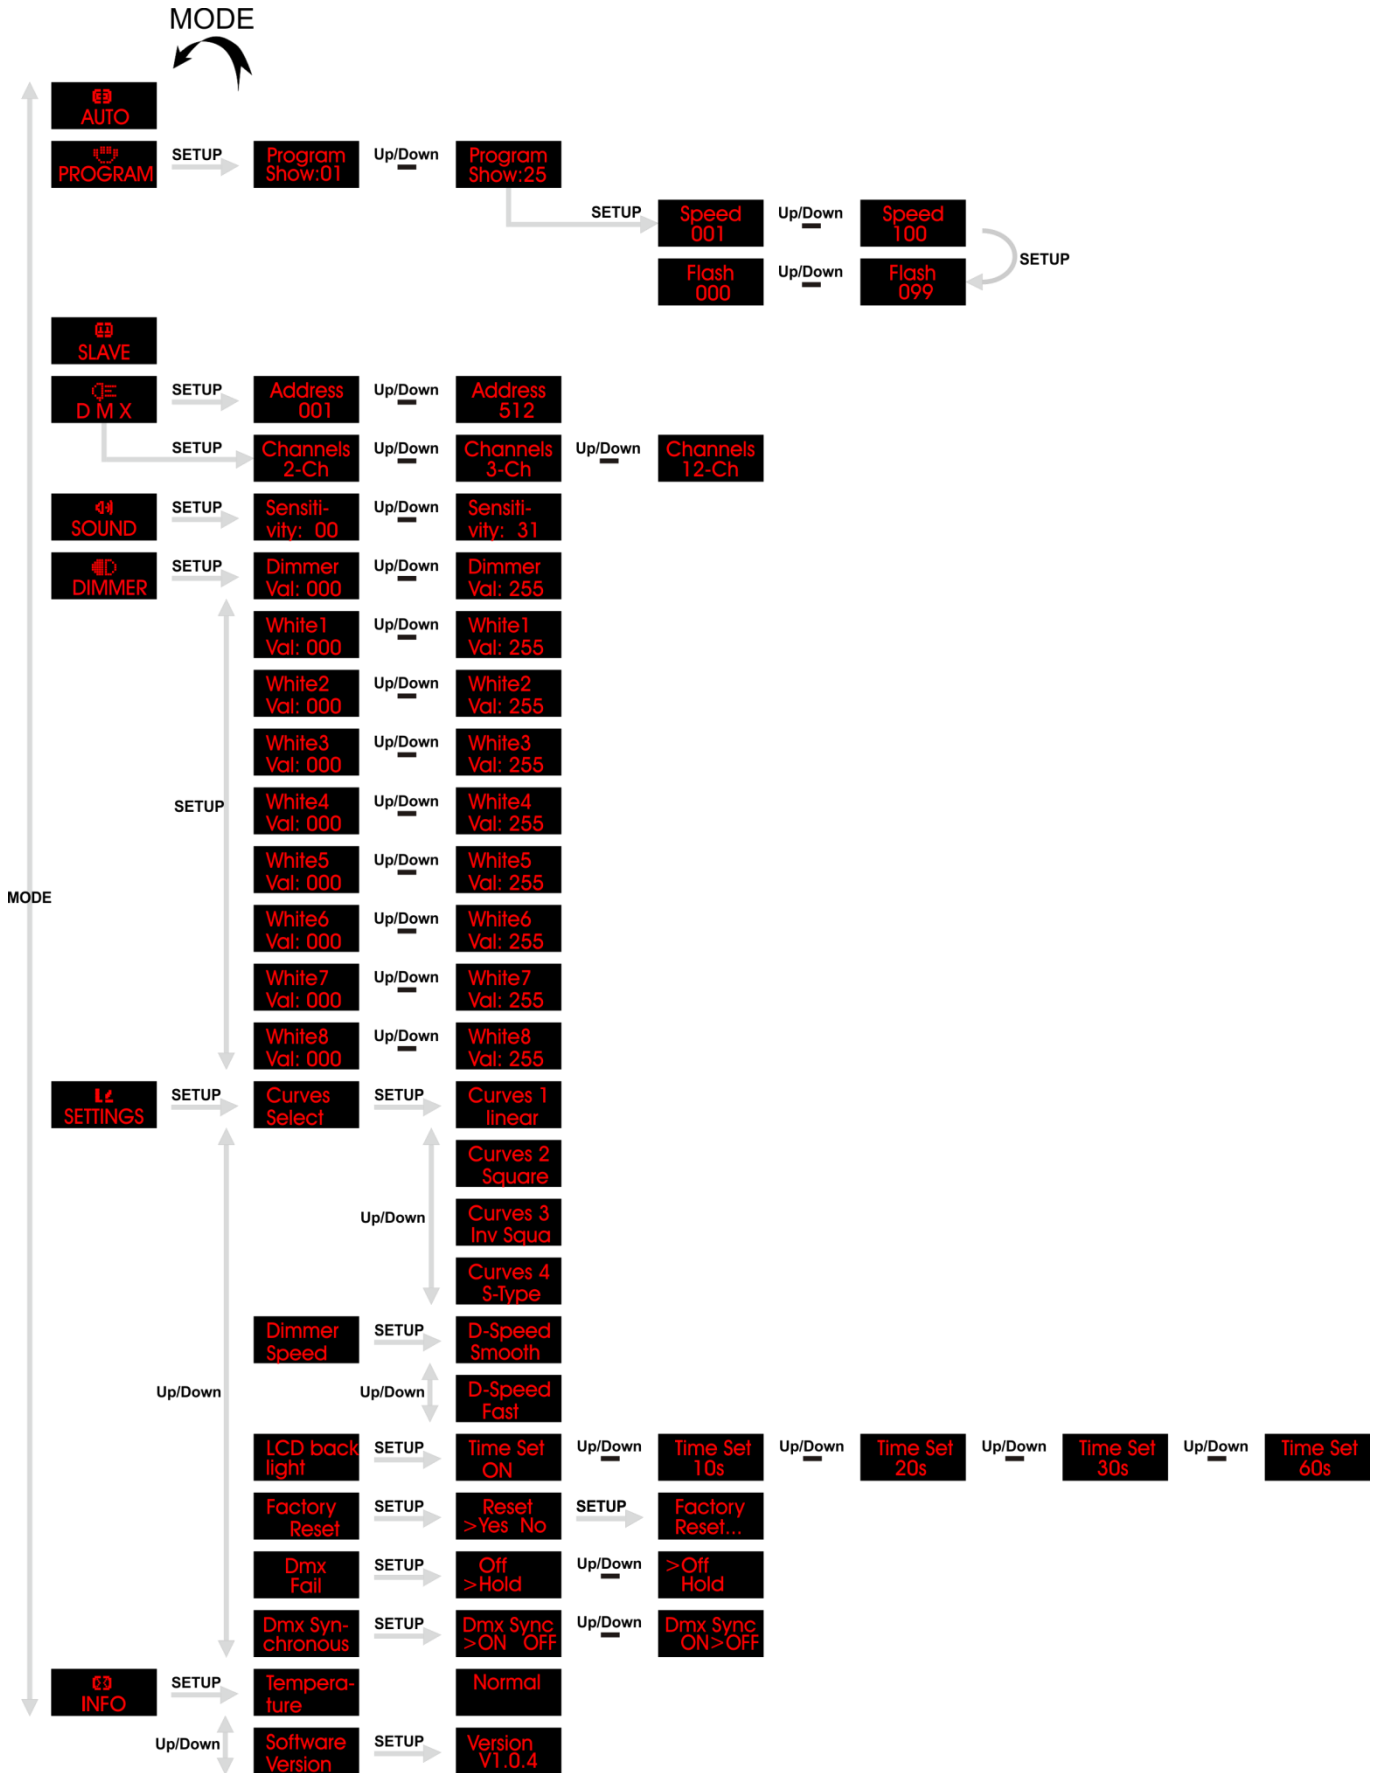 MODE
AUTO
PROGRAM
SETUP
Program
Show:01
Up/Down
Program
Show:25
SETUP
Speed
001
Up/Down
Speed
100
SETUP
Flash
000
Up/Down
Flash
099
SLAVE
D M X
SETUP
Address
001
Up/Down
Address
512
SETUP
Channels
2-Ch
Up/Down
Channels
3-Ch
Up/Down
Channels
12-Ch
SOUND
SETUP
Sensiti-
vity: 00
Up/Down
Sensiti-
vity: 31
DIMMER
SETUP
Dimmer
Val: 000
Up/Down
Dimmer
Val: 255
White1
Val: 000
Up/Down
White1
Val: 255
White2
Val: 000
Up/Down
White2
Val: 255
White3
Val: 000
Up/Down
White3
Val: 255
SETUP
White4
Val: 000
Up/Down
White4
Val: 255
White5
Val: 000
Up/Down
White5
Val: 255
MODE
White6
Val: 000
Up/Down
White6
Val: 255
White7
Val: 000
Up/Down
White7
Val: 255
White8
Val: 000
Up/Down
White8
Val: 255
SETTINGS
SETUP
Curves
Select
SETUP
Curves 1
linear
Curves 2
Square
Up/Down
Curves 3
Inv Squa
Curves 4
S-Type
Dimmer
Speed
SETUP
D-Speed
Smooth
Up/Down
Up/Down
D-Speed
Fast
LCD back
light
SETUP
Time Set
ON
Up/Down
Time Set
10s
Up/Down
Time Set
20s
Up/Down
Time Set
30s
Up/Down
Time Set
60s
Factory
Reset
SETUP
Reset
>Yes No
SETUP
Factory
Reset...
Dmx
Fail
SETUP
Off
>Hold
Up/Down
>Off
Hold
Dmx Syn-
chronous
SETUP
Dmx Sync
>ON OFF
Up/Down
Dmx Sync
ON>OFF
INFO
SETUP
Tempera-
ture
Normal
Up/Down
Software
Version
SETUP
Version
V1.0.4